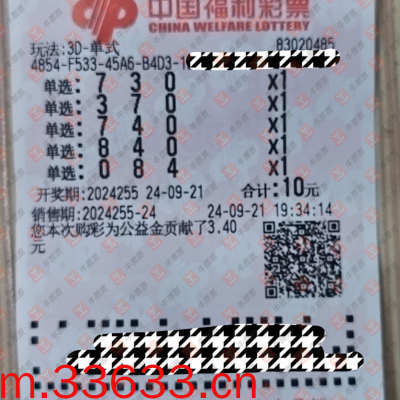 中国福利彩票
CHINA WELFARE LOTTERY
玩法:3D-单式 83020485
4854-F533-45A6-B4D3-1
单选: 7 3 0 X1
单选: 3 7 0 X1
单选: 7 4 0 X1
单选: 8 4 0 X1
单选: 0 8 4 X1
开奖期:2024255 24-09-21 合计:10元
销售期:2024255-24 24-09-21 19:34:14
您本次购彩为公益金贡献了3.40
元
m.33633.cn